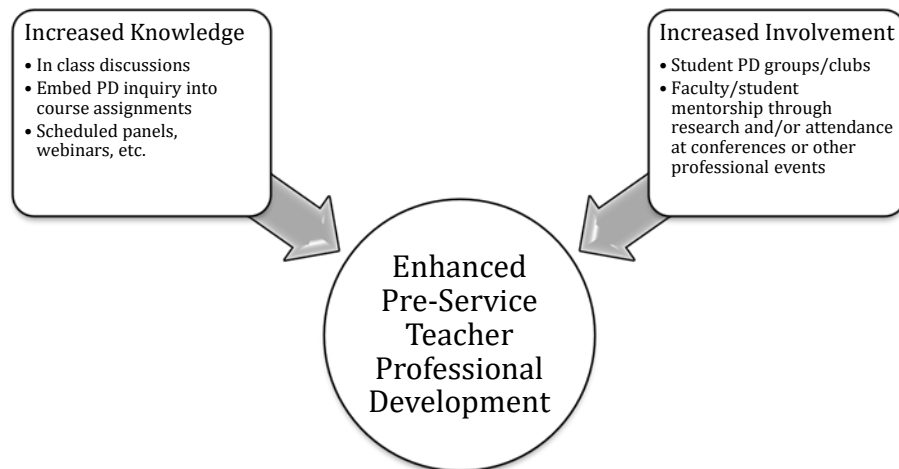 Increased Knowledge
• In class discussions
• Embed PD inquiry into
course assignments
• Scheduled panels,
webinars, etc.
Increased Involvement
• Student PD groups/clubs
• Faculty/student
mentorship through
research and/or attendance
at conferences or other
professional events
Enhanced
Pre-Service
Teacher
Professional
Development